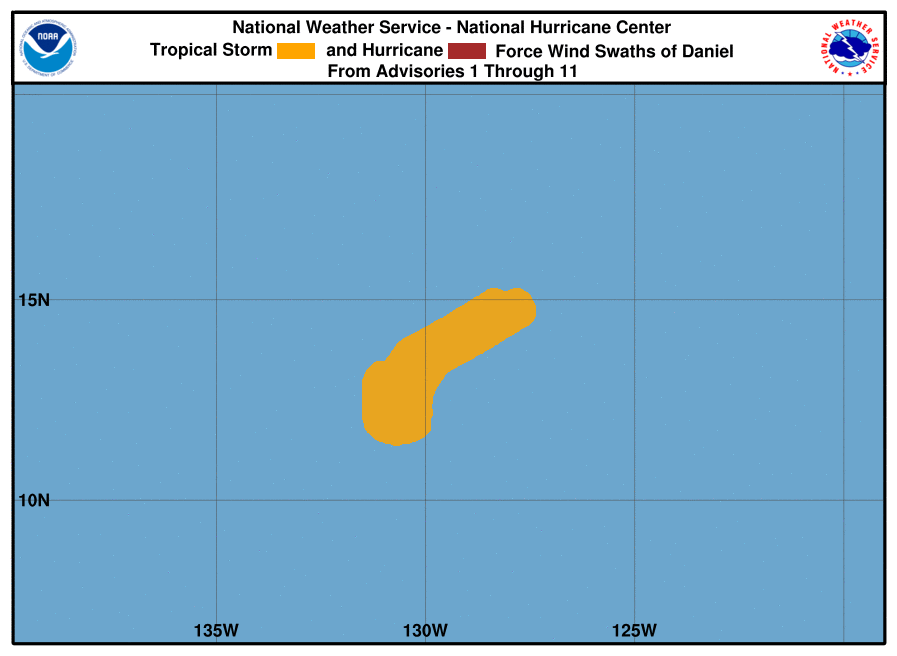 National Weather Service - National Hurricane Center
Tropical Storm and Hurricane Force Wind Swaths of Daniel
From Advisories 1 Through 11
NOAA
NATIONAL WEATHER SERVICE
15N
10N
135W 130W 125W